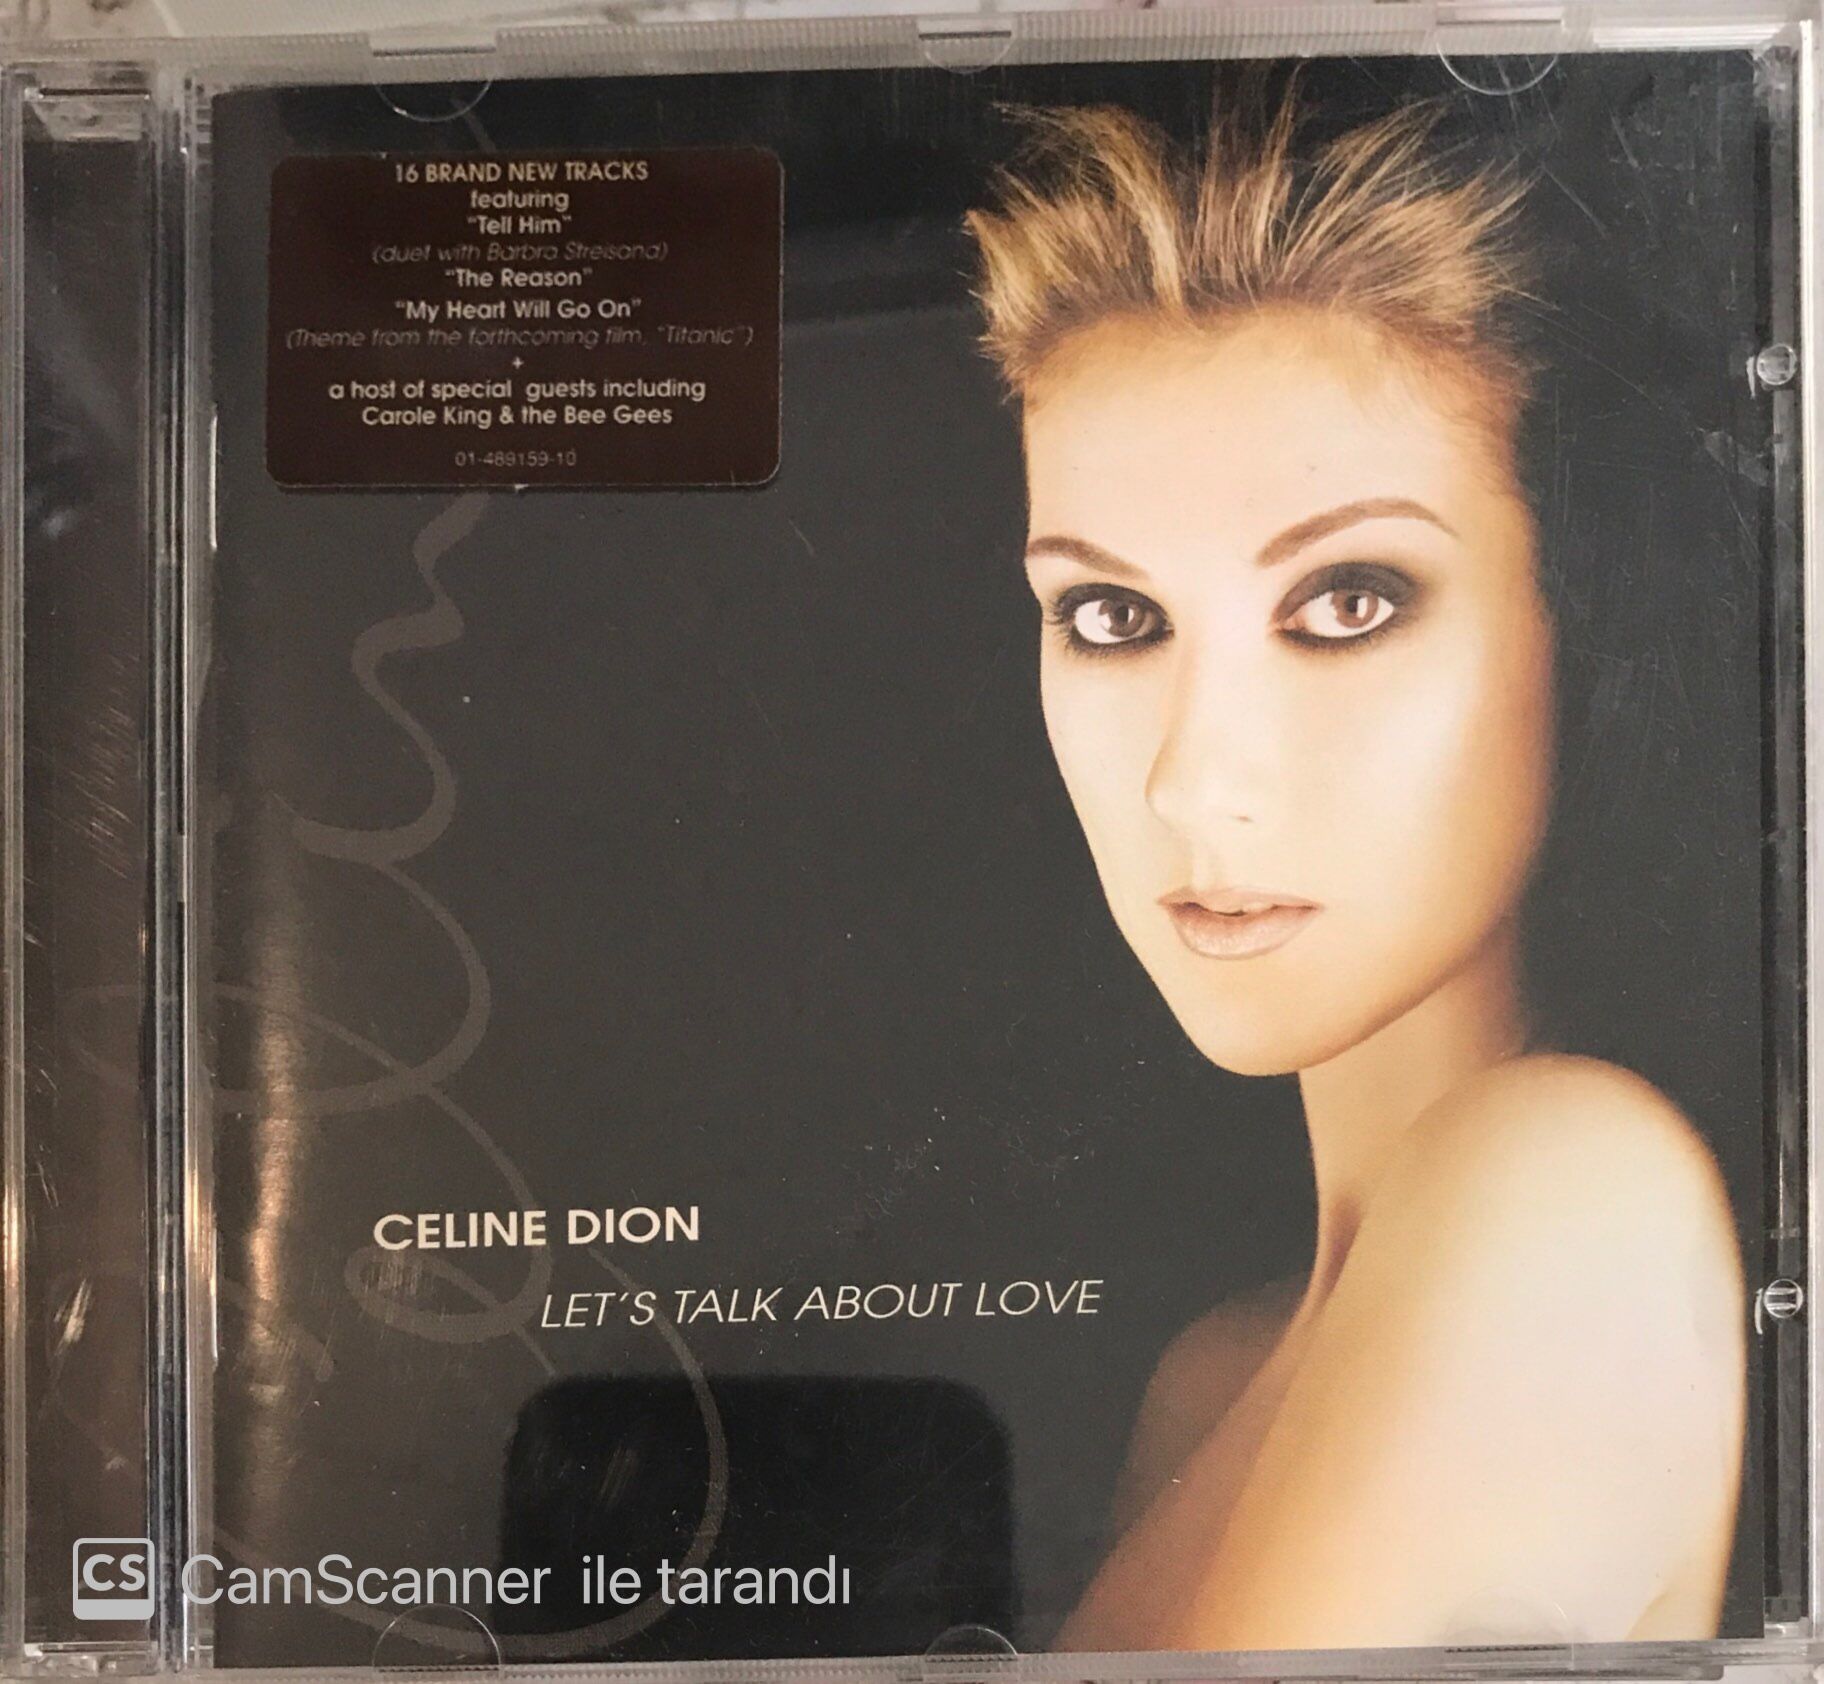 16 BRAND NEW TRACKS
featuring
"Tell Him"
(duet with Barbra Streisand)
"The Reason"
"My Heart Will Go On"
(Theme from the forthcoming film, "Titanic")
+
a host of special guests including
Carole King & the Bee Gees
01-489159-10
CELINE DION
LET'S TALK ABOUT LOVE
CS CamScanner ile tarandı